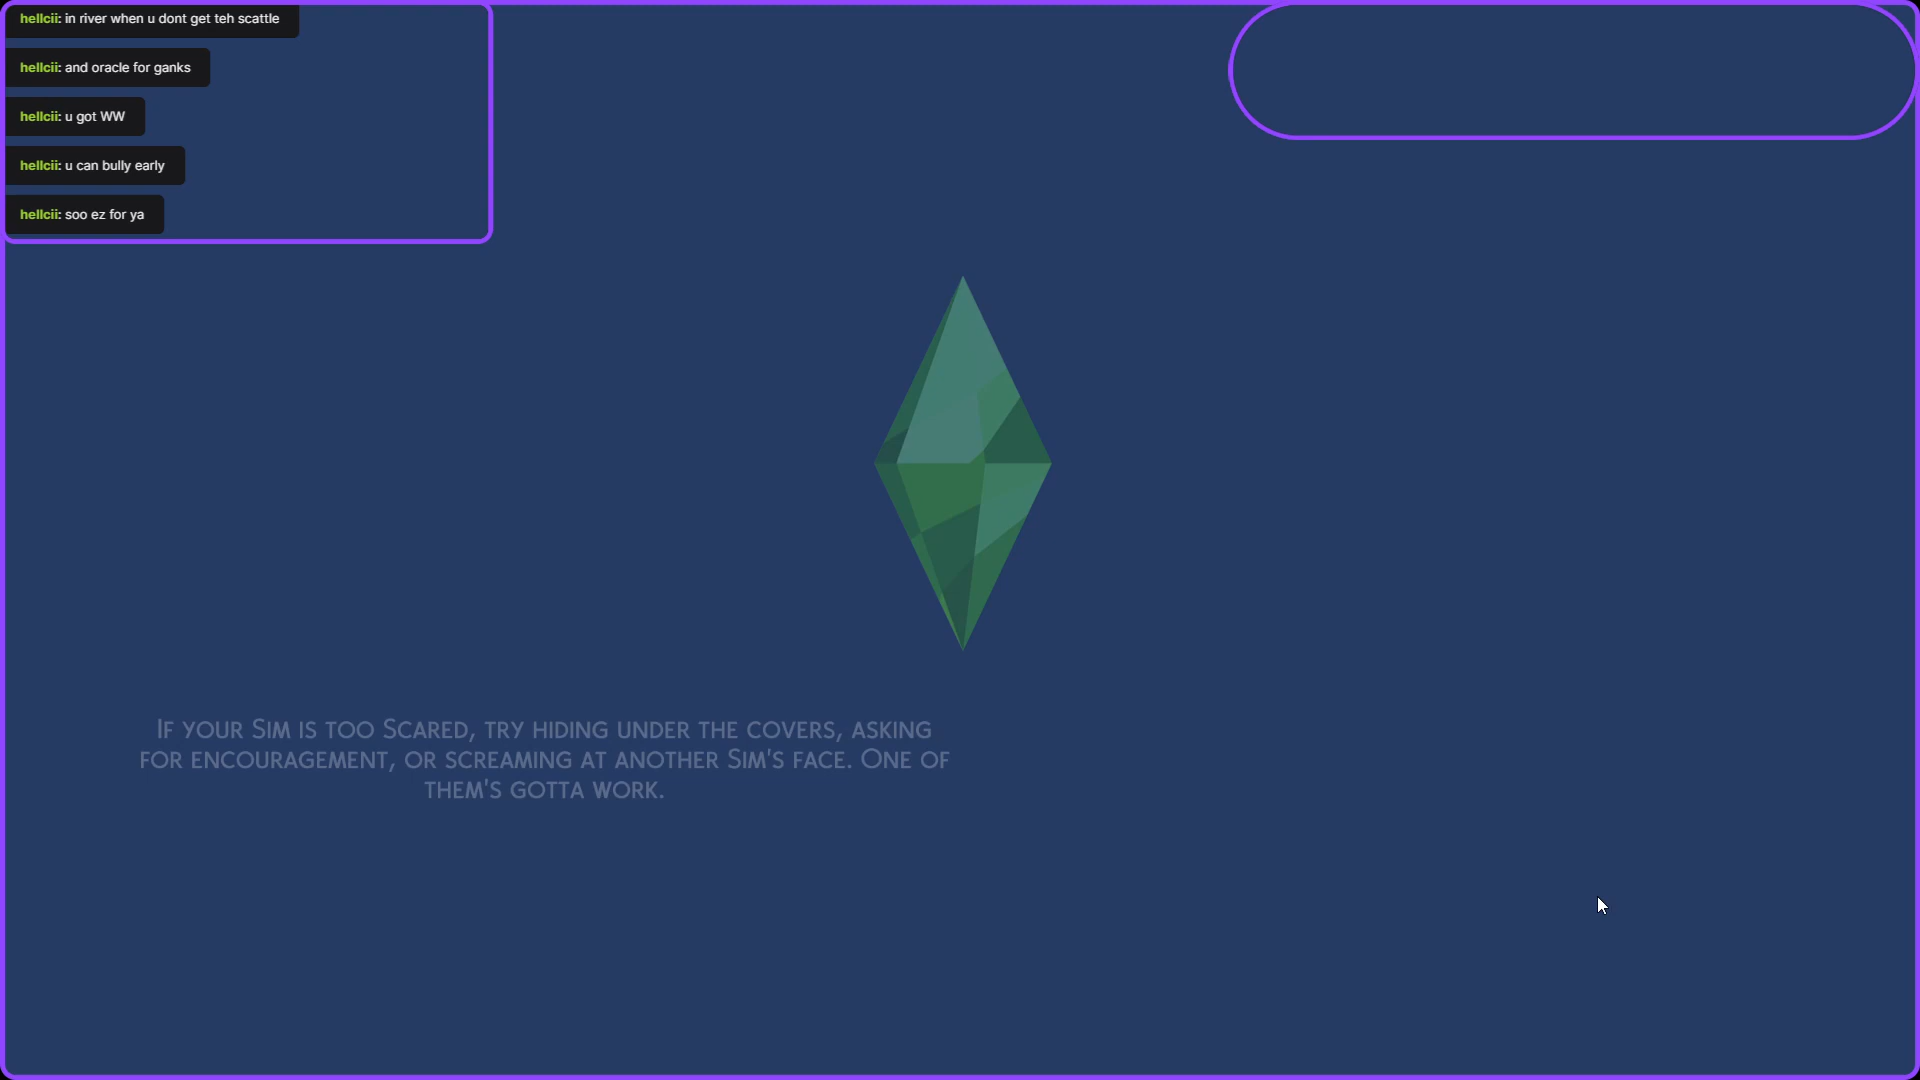 hellcii: in river when u dont get teh scattle
hellcii: and oracle for ganks
hellcii: u got WW
hellcii: u can bully early
hellcii: soo ez for ya
If your Sim is too Scared, try hiding under the covers, asking
for encouragement, or screaming at another Sim's face. One of
them's gotta work.